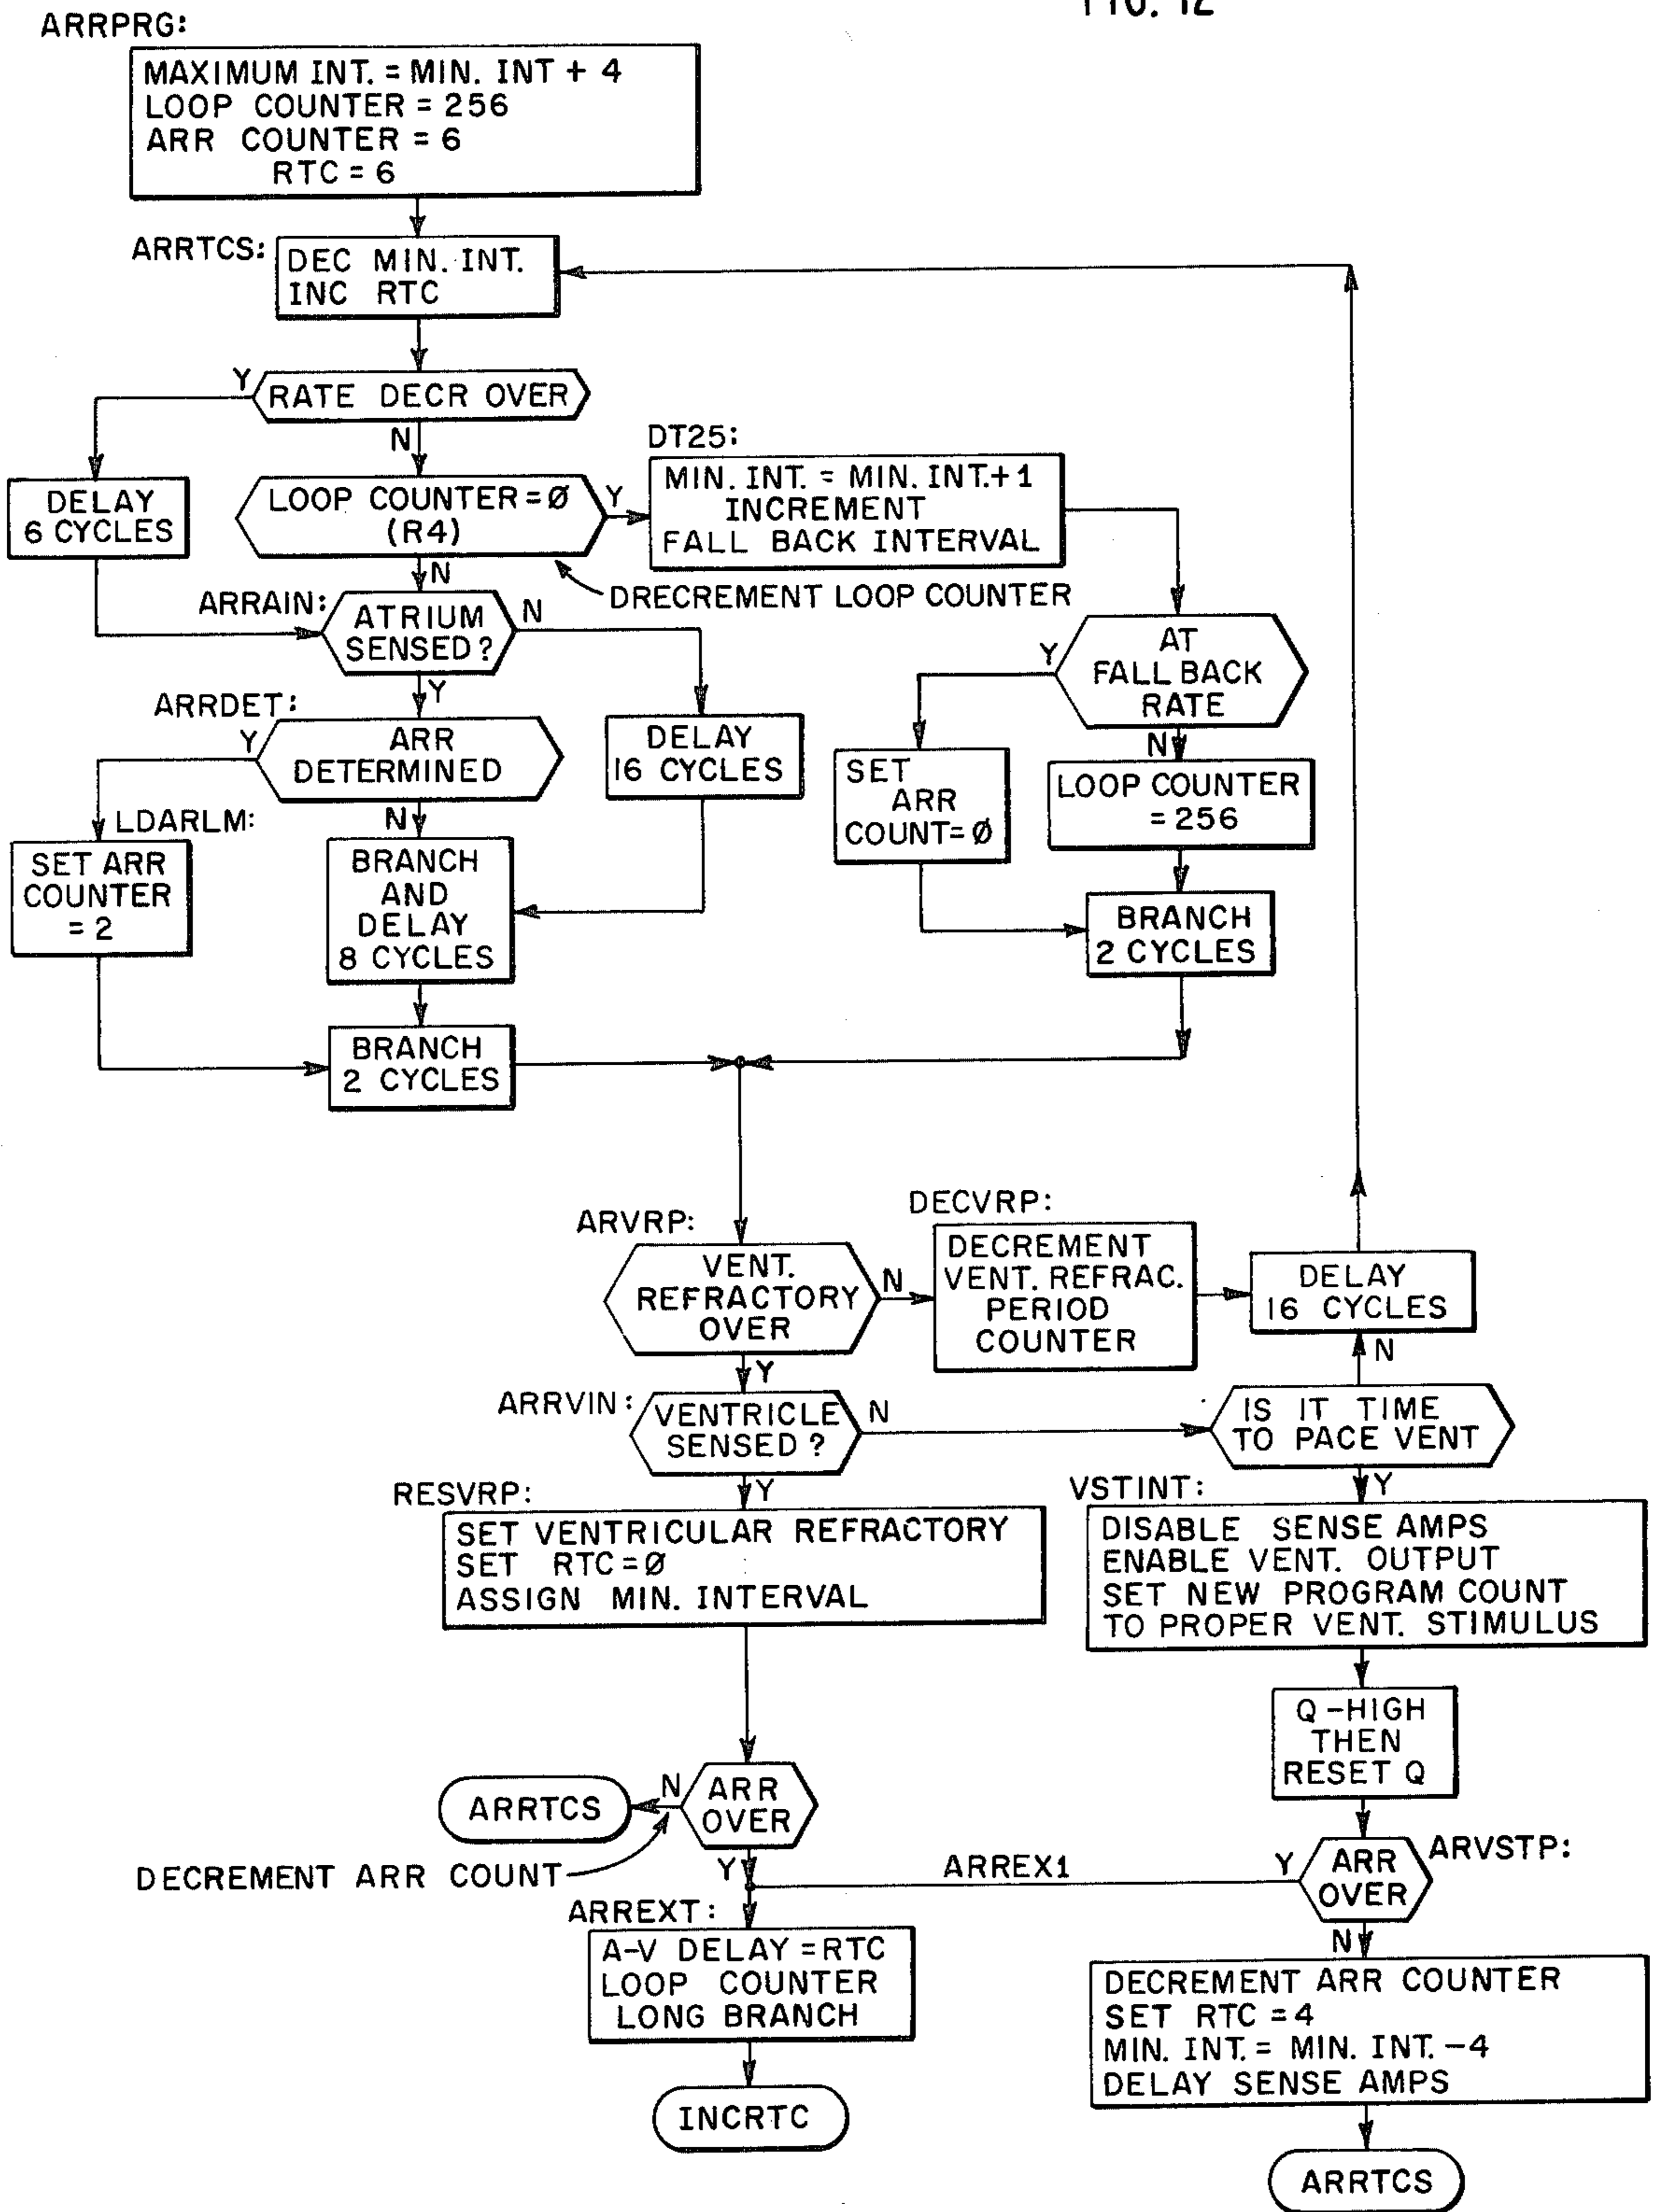 FIG. 12
ARRPRG:
MAXIMUM INT. = MIN. INT + 4
LOOP COUNTER = 256
ARR COUNTER = 6
RTC = 6
ARRTCS:
DEC MIN. INT.
INC RTC
Y
RATE DECR OVER
N
DELAY
6 CYCLES
LOOP COUNTER = Ø
(R4)
Y
DT25:
MIN. INT. = MIN. INT.+1
INCREMENT
FALL BACK INTERVAL
N
DRECREMENT LOOP COUNTER
ARRAIN:
ATRIUM
SENSED?
N
Y
AT
FALL BACK
RATE
Y
N
ARRDET:
Y
ARR
DETERMINED
N
DELAY
16 CYCLES
SET
ARR
COUNT=Ø
LOOP COUNTER
= 256
LDARLM:
SET ARR
COUNTER
= 2
BRANCH
AND
DELAY
8 CYCLES
BRANCH
2 CYCLES
BRANCH
2 CYCLES
ARVRP:
VENT.
REFRACTORY
OVER
N
Y
DECVRP:
DECREMENT
VENT. REFRAC.
PERIOD
COUNTER
DELAY
16 CYCLES
N
ARRVIN:
VENTRICLE
SENSED?
N
Y
IS IT TIME
TO PACE VENT
Y
RESVRP:
SET VENTRICULAR REFRACTORY
SET RTC=Ø
ASSIGN MIN. INTERVAL
VSTINT:
DISABLE SENSE AMPS
ENABLE VENT. OUTPUT
SET NEW PROGRAM COUNT
TO PROPER VENT. STIMULUS
Q-HIGH
THEN
RESET Q
ARRTCS
N
ARR
OVER
Y
DECREMENT ARR COUNT
ARREX1
Y
ARR
OVER
ARVSTP:
N
ARREXT:
A-V DELAY = RTC
LOOP COUNTER
LONG BRANCH
INCRTC
DECREMENT ARR COUNTER
SET RTC = 4
MIN. INT. = MIN. INT. -4
DELAY SENSE AMPS
ARRTCS